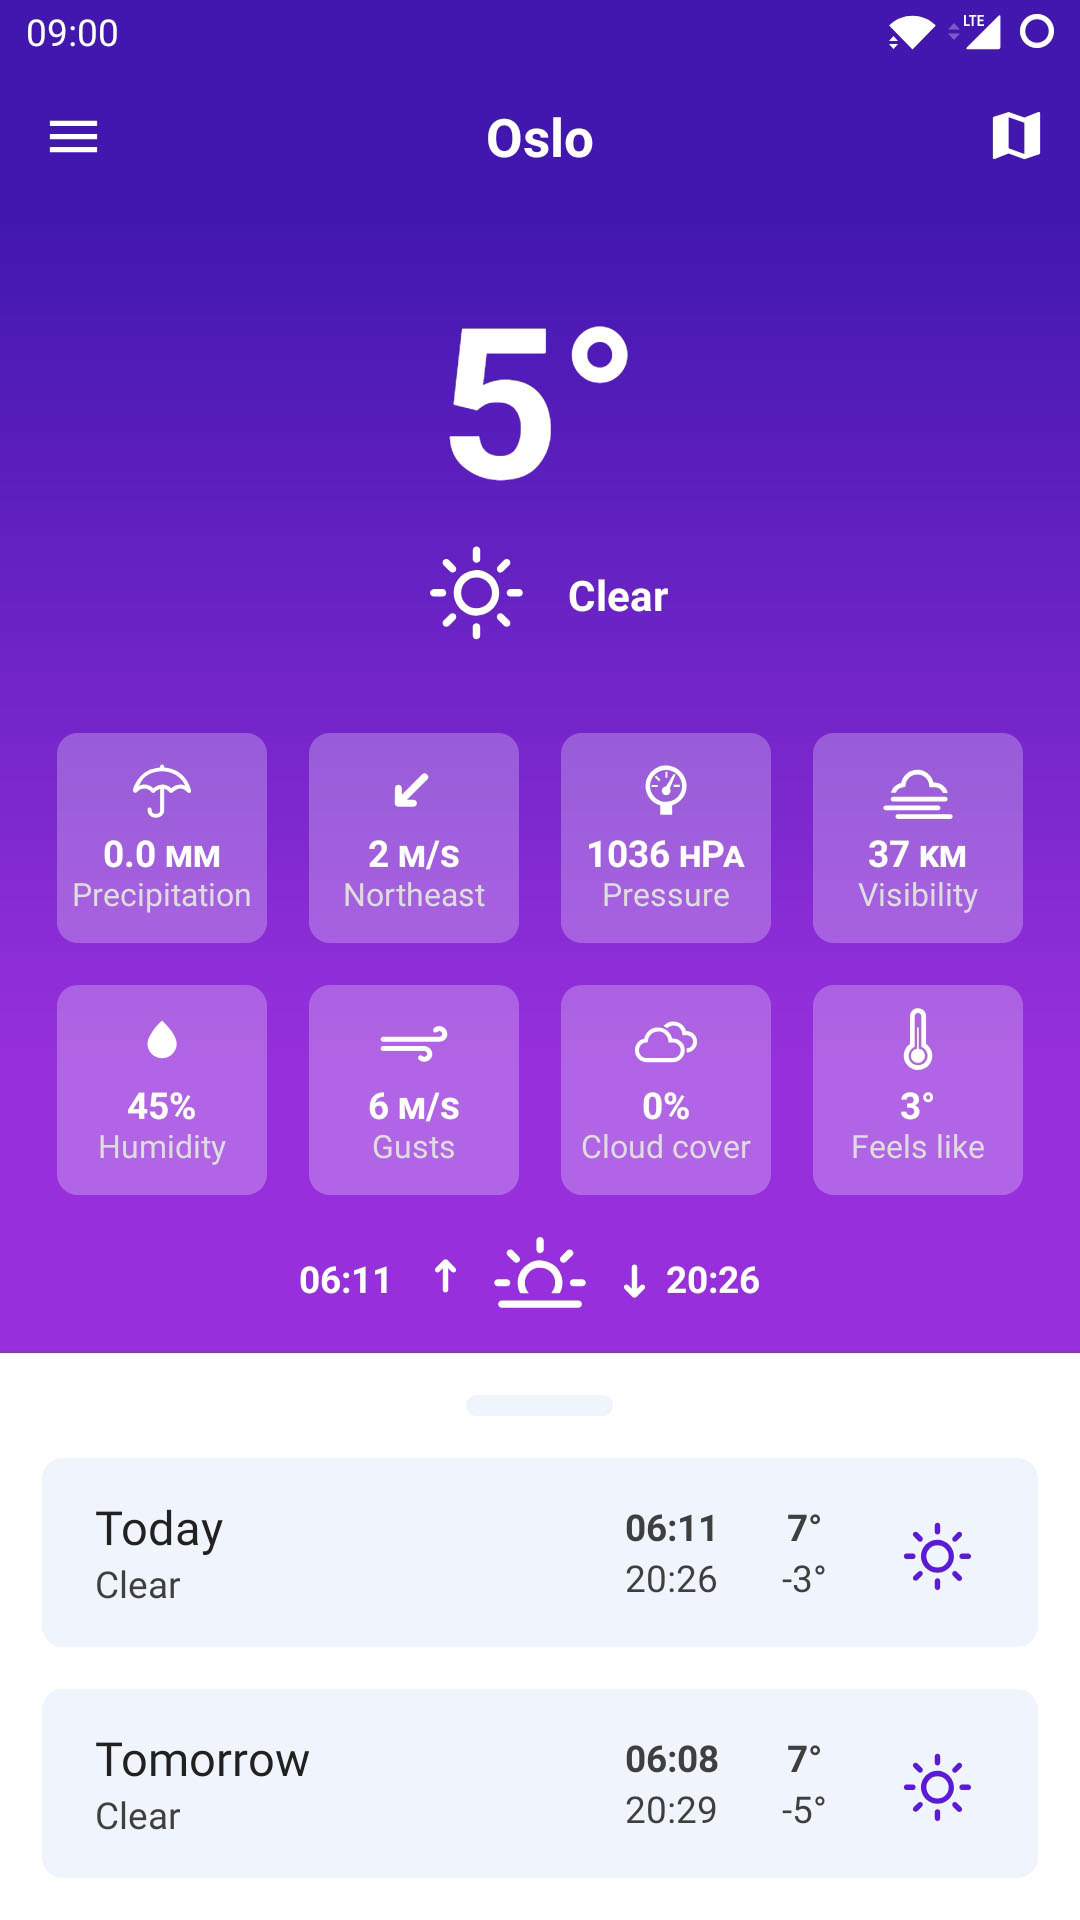 09:00
LTE
Oslo
5°
Clear
0.0 MM
Precipitation
2 M/S
Northeast
1036 HPA
Pressure
37 KM
Visibility
45%
Humidity
6 M/S
Gusts
0%
Cloud cover
3°
Feels like
06:11 ↑ ↓ 20:26
Today 06:11 7°
Clear 20:26 -3°
Tomorrow 06:08 7°
Clear 20:29 -5°